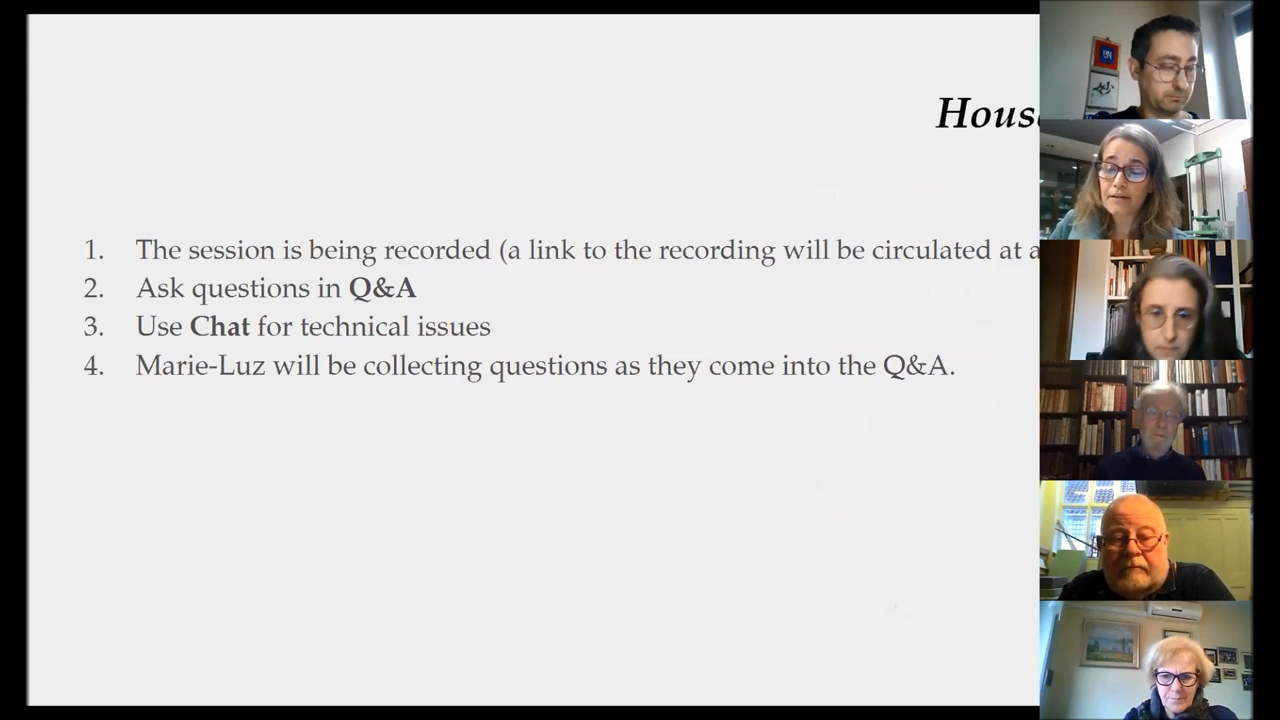 Hous
1. The session is being recorded (a link to the recording will be circulated at a
2. Ask questions in Q&A
3. Use Chat for technical issues
4. Marie-Luz will be collecting questions as they come into the Q&A.